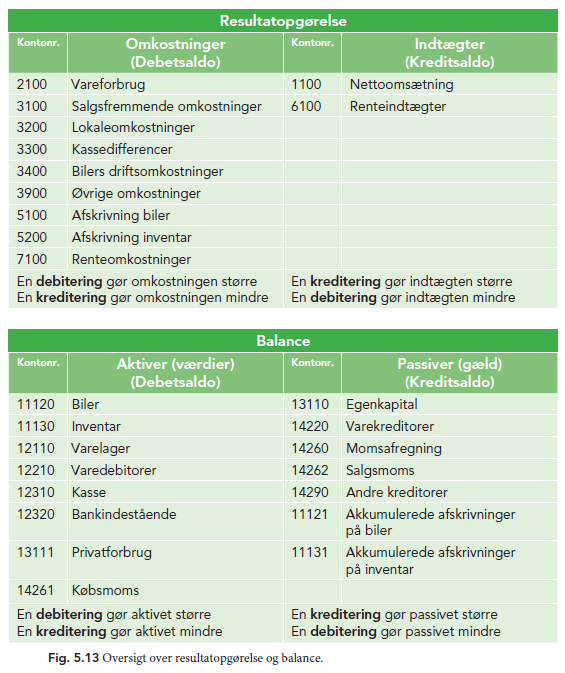 Resultatopgørelse
Kontonr. Omkostninger (Debetsaldo) Kontonr. Indtægter (Kreditsaldo)
2100 Vareforbrug 1100 Nettoomsætning
3100 Salgsfremmende omkostninger 6100 Renteindtægter
3200 Lokaleomkostninger
3300 Kassedifferencer
3400 Bilers driftsomkostninger
3900 Øvrige omkostninger
5100 Afskrivning biler
5200 Afskrivning inventar
7100 Renteomkostninger
En debitering gør omkostningen større En kreditering gør indtægten større
En kreditering gør omkostningen mindre En debitering gør indtægten mindre
Balance
Kontonr. Aktiver (værdier) (Debetsaldo) Kontonr. Passiver (gæld) (Kreditsaldo)
11120 Biler 13110 Egenkapital
11130 Inventar 14220 Varekreditorer
12110 Varelager 14260 Momsafregning
12210 Varedebitorer 14262 Salgsmoms
12310 Kasse 14290 Andre kreditorer
12320 Bankindestående 11121 Akkumulerede afskrivninger
på biler
13111 Privatforbrug 11131 Akkumulerede afskrivninger
på inventar
14261 Købsmoms
En debitering gør aktivet større En kreditering gør passivet større
En kreditering gør aktivet mindre En debitering gør passivet mindre
Fig. 5.13 Oversigt over resultatopgørelse og balance.